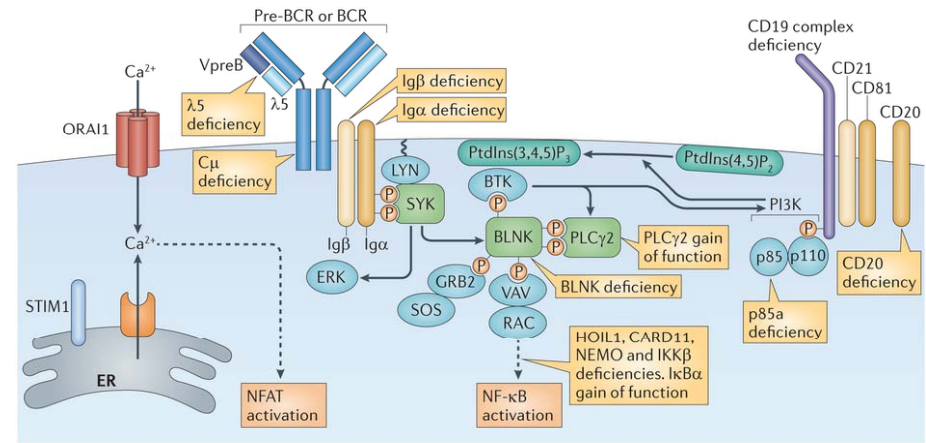 Pre-BCR or BCR
CD19 complex
deficiency
VpreB
Ca2+
λ5
λ5
deficiency
ORAI1
Igβ deficiency
Igα deficiency
CD21
CD81
CD20
Cμ
deficiency
LYN
PtdIns(3,4,5)P3
PtdIns(4,5)P2
BTK
P
P
SYK
P
PI3K
Igβ
Igα
BLNK
P
P
PLCγ2
PLCγ2 gain
of function
P
p85
p110
Ca2+
ERK
P
GRB2
SOS
P
VAV
RAC
BLNK deficiency
CD20
deficiency
p85a
deficiency
STIM1
ER
HOIL1, CARD11,
NEMO and IKKβ
deficiencies. IκBα
gain of function
NFAT
activation
NF-κB
activation